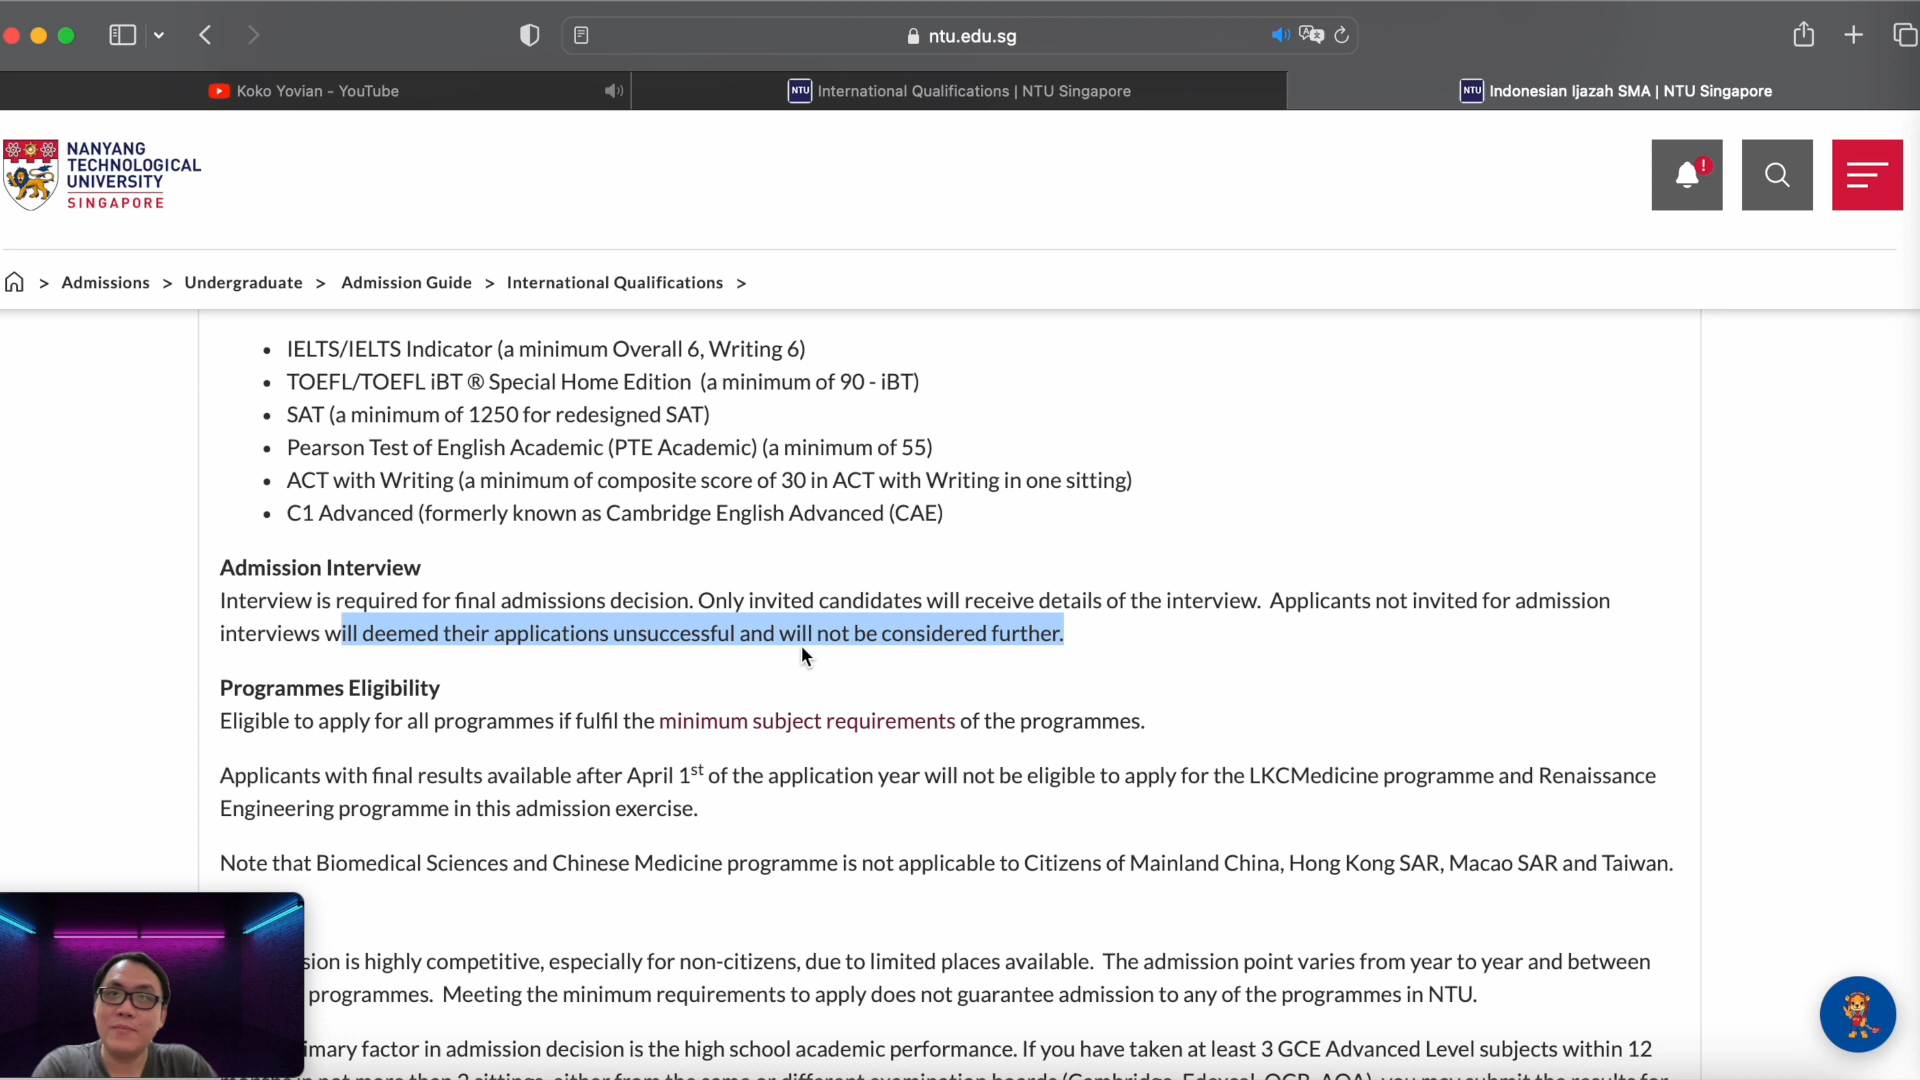 ntu.edu.sg
Koko Yovian - YouTube
NTU International Qualifications | NTU Singapore
NTU Indonesian Ijazah SMA | NTU Singapore
NANYANG
TECHNOLOGICAL
UNIVERSITY
SINGAPORE
> Admissions > Undergraduate > Admission Guide > International Qualifications >
• IELTS/IELTS Indicator (a minimum Overall 6, Writing 6)
• TOEFL/TOEFL iBT ® Special Home Edition (a minimum of 90 - iBT)
• SAT (a minimum of 1250 for redesigned SAT)
• Pearson Test of English Academic (PTE Academic) (a minimum of 55)
• ACT with Writing (a minimum of composite score of 30 in ACT with Writing in one sitting)
• C1 Advanced (formerly known as Cambridge English Advanced (CAE)
Admission Interview
Interview is required for final admissions decision. Only invited candidates will receive details of the interview. Applicants not invited for admission
interviews will deemed their applications unsuccessful and will not be considered further.
Programmes Eligibility
Eligible to apply for all programmes if fulfil the minimum subject requirements of the programmes.
Applicants with final results available after April 1st of the application year will not be eligible to apply for the LKCMedicine programme and Renaissance
Engineering programme in this admission exercise.
Note that Biomedical Sciences and Chinese Medicine programme is not applicable to Citizens of Mainland China, Hong Kong SAR, Macao SAR and Taiwan.
sion is highly competitive, especially for non-citizens, due to limited places available. The admission point varies from year to year and between
programmes. Meeting the minimum requirements to apply does not guarantee admission to any of the programmes in NTU.
imary factor in admission decision is the high school academic performance. If you have taken at least 3 GCE Advanced Level subjects within 12